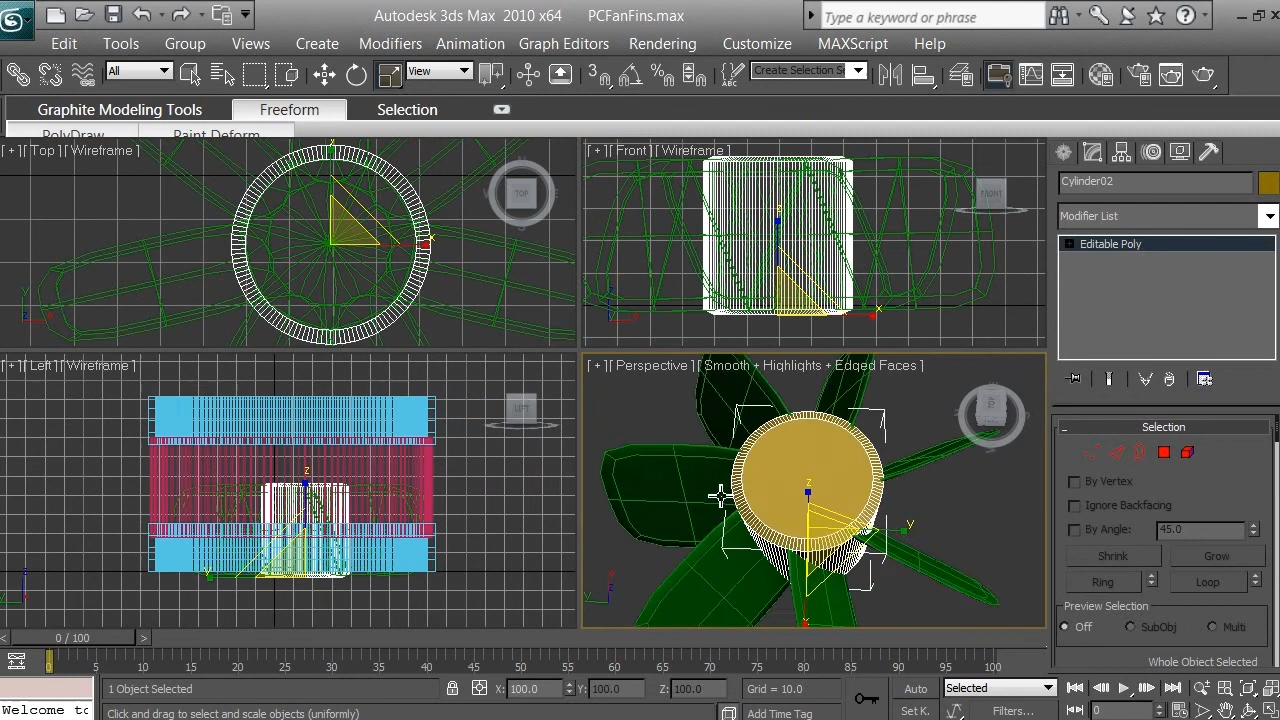 Autodesk 3ds Max 2010 x64 PCFanFins.max
Type a keyword or phrase
Edit Tools Group Views Create Modifiers Animation Graph Editors Rendering Customize MAXScript Help
All View Create Selection Se
Graphite Modeling Tools Freeform Selection
PolyDraw Paint Deform
[ + ] [ Top ] [ Wireframe ]
TOP
[ + ] [ Front ] [ Wireframe ]
FRONT
Cylinder02
Modifier List
Editable Poly
[ + ] [ Left ] [ Wireframe ]
LEFT
[ + ] [ Perspective ] [ Smooth + Highlights + Edged Faces ]
Selection
By Vertex
Ignore Backfacing
By Angle: 45.0
Shrink Grow
Ring Loop
Preview Selection
Off SubObj Multi
Whole Object Selected
0 / 100
0 5 10 15 20 25 30 35 40 45 50 55 60 65 70 75 80 85 90 95 100
1 Object Selected X: 100.0 Y: 100.0 Z: 100.0 Grid = 10.0 Auto Selected
Welcome to Click and drag to select and scale objects (uniformly) Add Time Tag Set K. Filters... 0